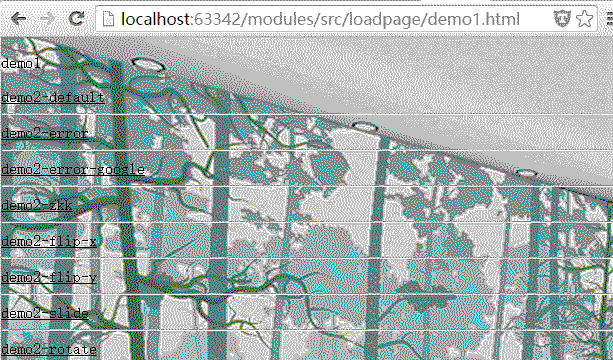 localhost:63342/modules/src/loadpage/demo1.html
demo1
demo2-default
demo2-error
demo2-error-google
demo2-zkk
demo2-flip-x
demo2-flip-y
demo2-slide
demo2-rotate